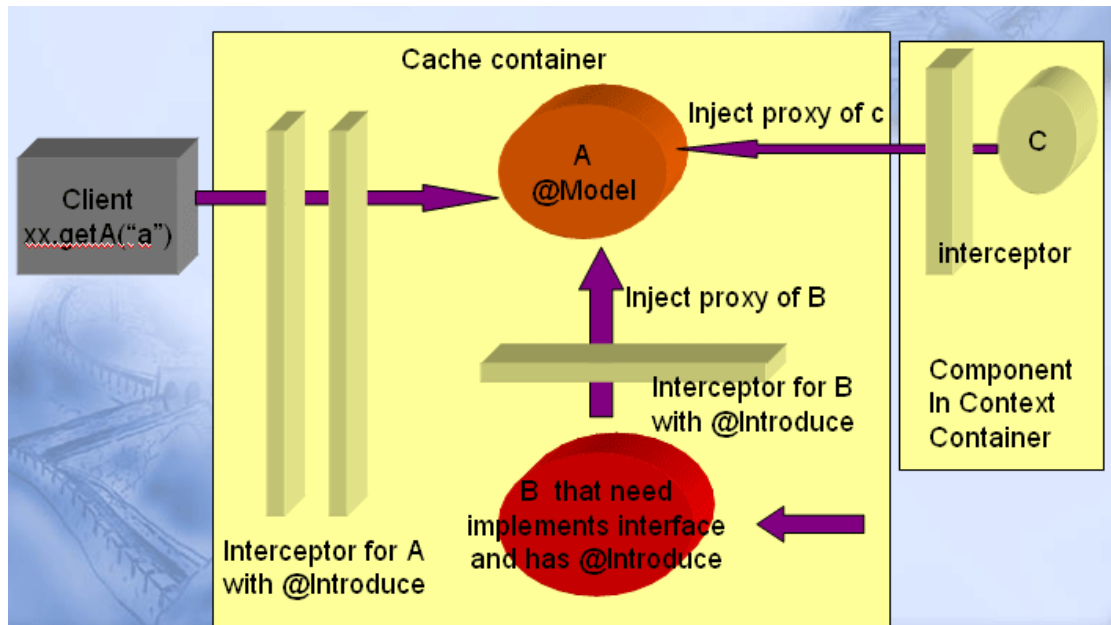 Cache container
Client
xx.getA("a")
A
@Model
Inject proxy of c
C
interceptor
Inject proxy of B
Interceptor for B
with @Introduce
Component
In Context
Container
B that need
implements interface
and has @Introduce
Interceptor for A
with @Introduce